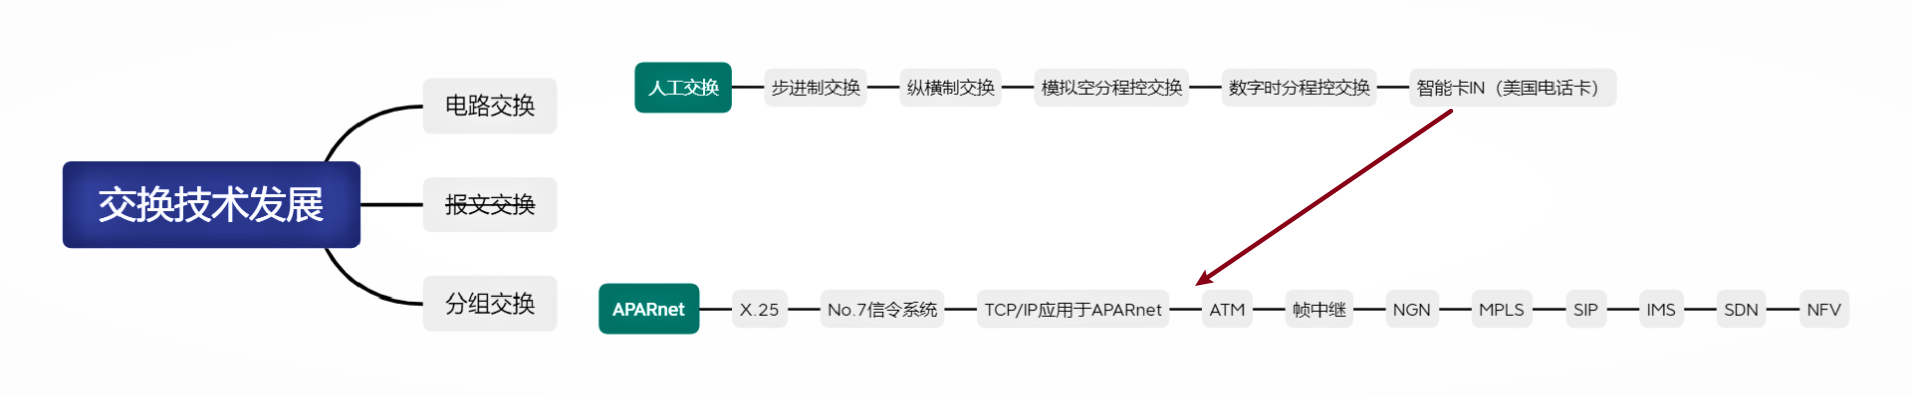 交换技术发展
电路交换
报文交换
分组交换
人工交换
步进制交换
纵横制交换
模拟空分程控交换
数字时分程控交换
智能卡IN（美国电话卡）
APARnet
X.25
No.7信令系统
TCP/IP应用于APARnet
ATM
帧中继
NGN
MPLS
SIP
IMS
SDN
NFV